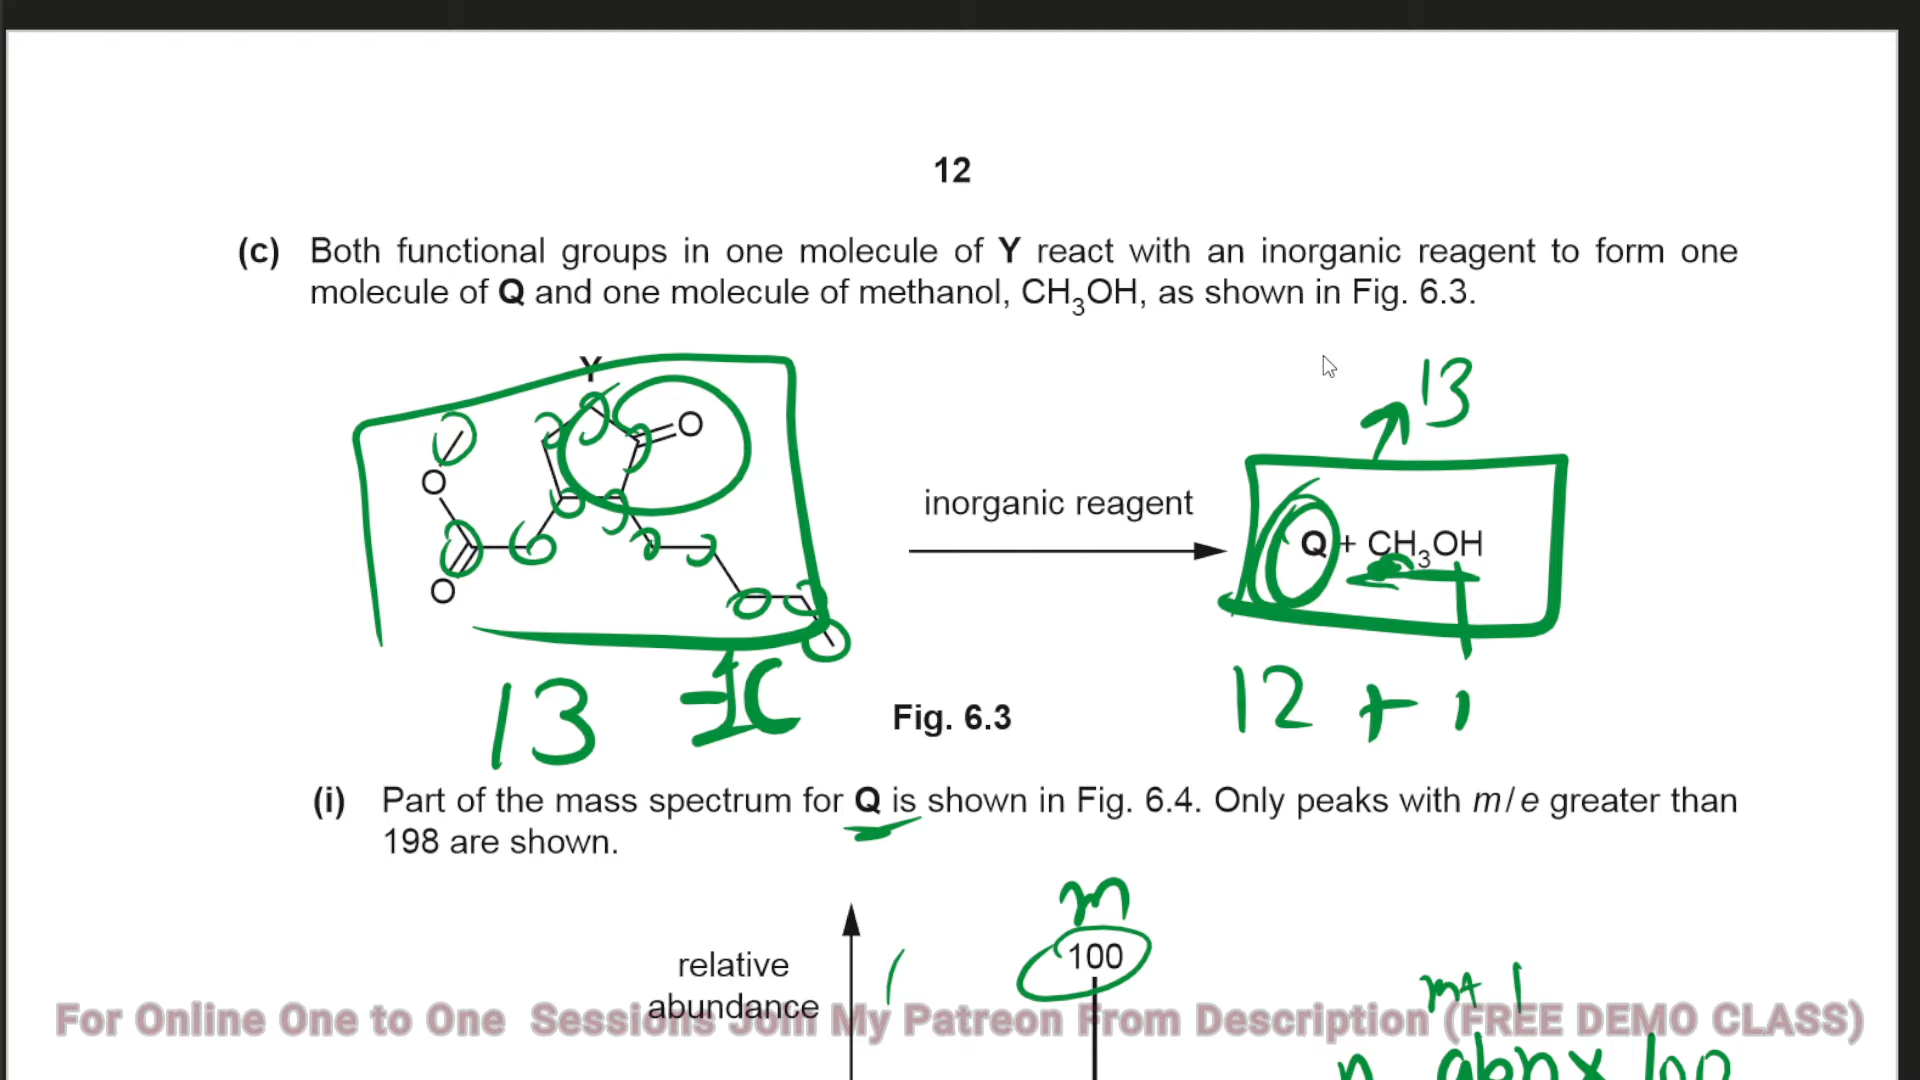 12
(c) Both functional groups in one molecule of Y react with an inorganic reagent to form one
molecule of Q and one molecule of methanol, CH₃OH, as shown in Fig. 6.3.
Y
O
O
O
inorganic reagent
13
Q + CH₃OH
13 -1C
12 + 1
Fig. 6.3
(i) Part of the mass spectrum for Q is shown in Fig. 6.4. Only peaks with m/e greater than
198 are shown.
m
100
relative
abundance
m+1
For Online One to One Sessions Join My Patreon From Description (FREE DEMO CLASS)
n abn x 100